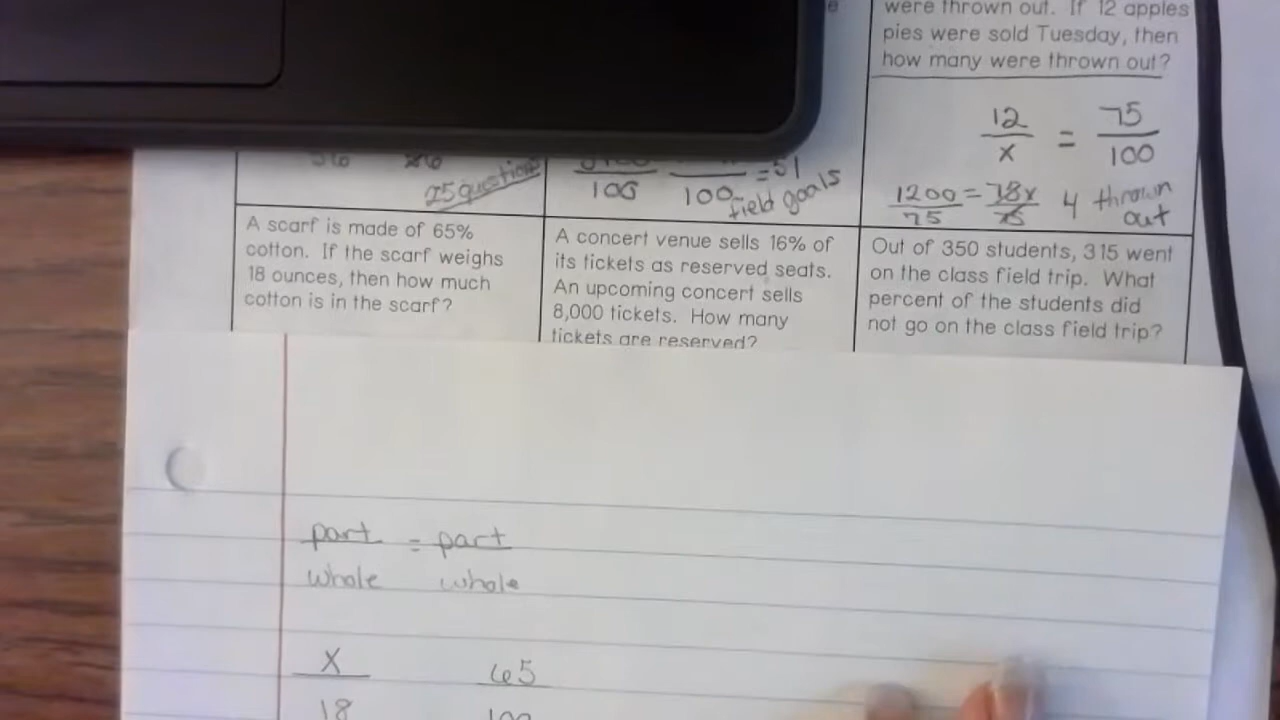 were thrown out. If 12 apples
pies were sold Tuesday, then
how many were thrown out?
12 = 75
x 100
1200 = 78x 4 thrown
75 75 out
25 questions
= 51
100 100 field goals
A scarf is made of 65%
cotton. If the scarf weighs
18 ounces, then how much
cotton is in the scarf?
A concert venue sells 16% of
its tickets as reserved seats.
An upcoming concert sells
8,000 tickets. How many
tickets are reserved?
Out of 350 students, 315 went
on the class field trip. What
percent of the students did
not go on the class field trip?
part = part
whole whole
x 65
18 100